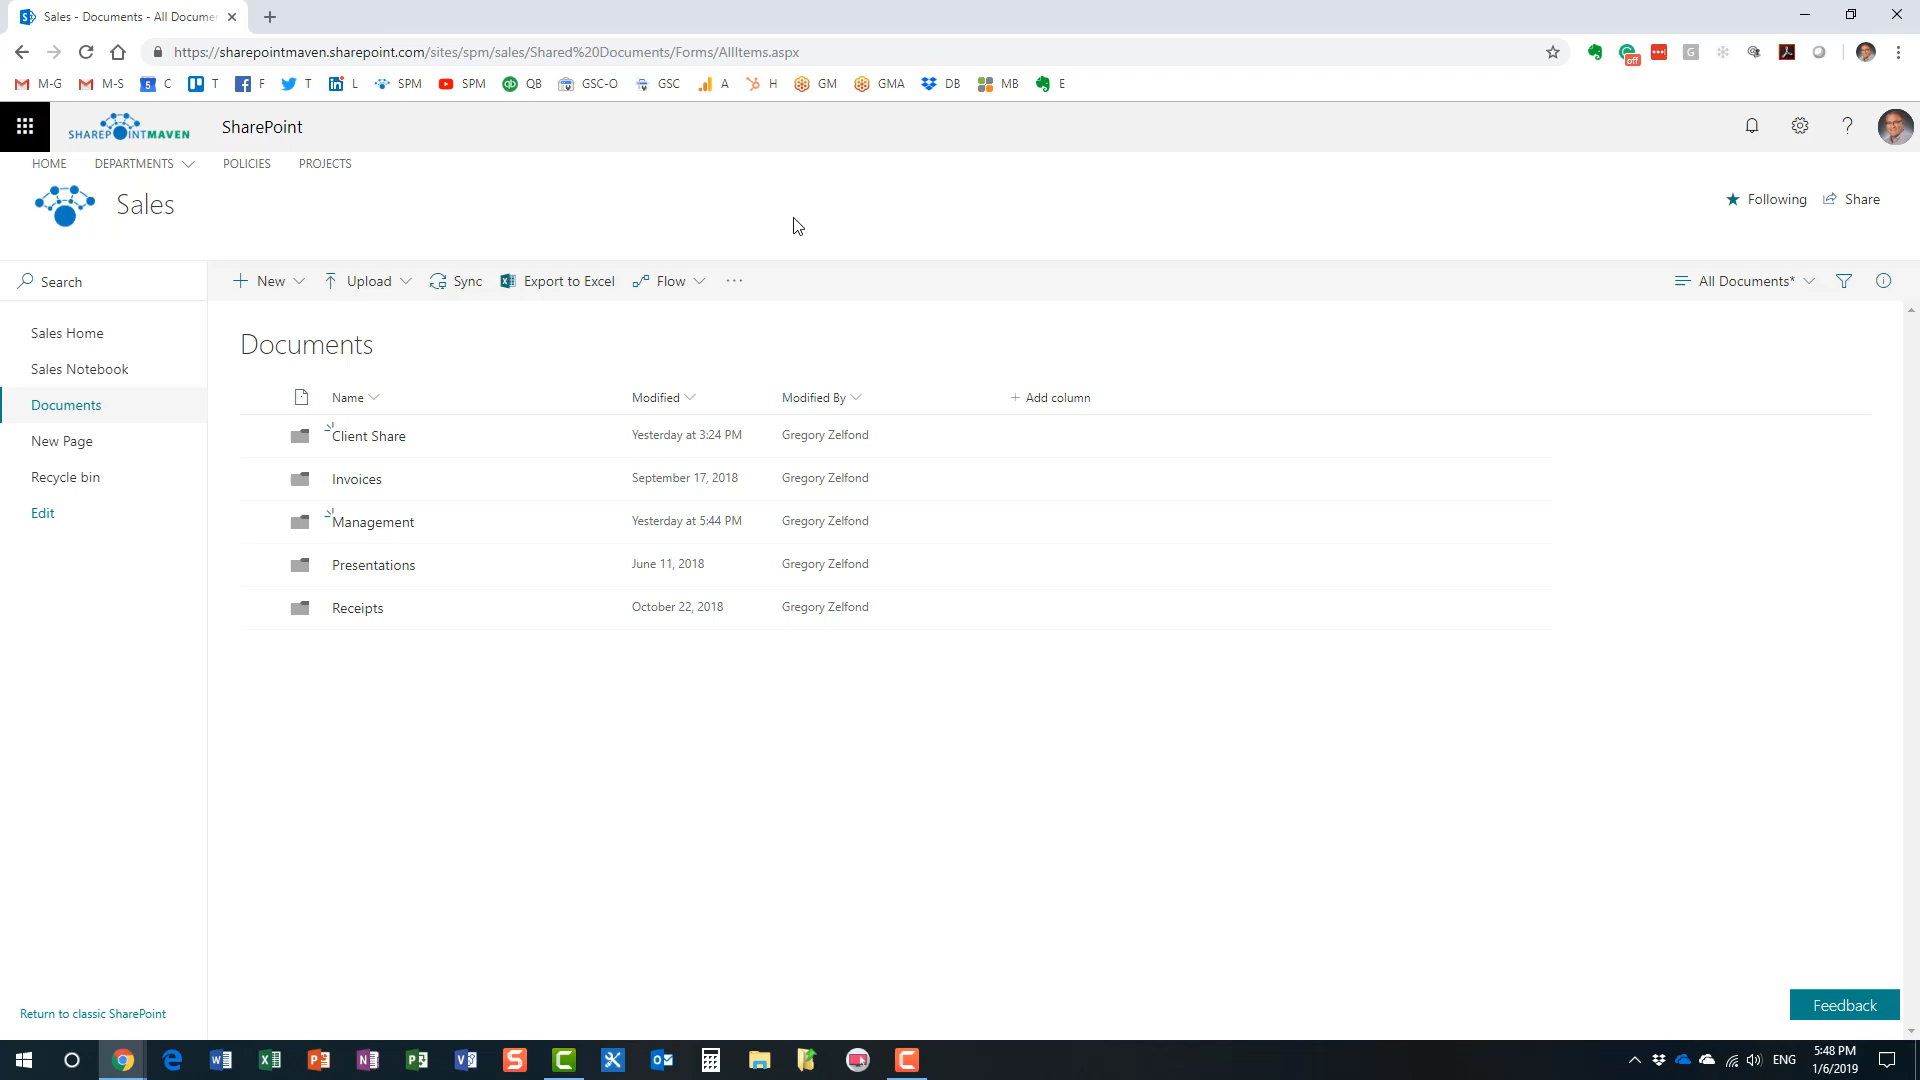 Sales - Documents - All Docume
https://sharepointmaven.sharepoint.com/sites/spm/sales/Shared%20Documents/Forms/AllItems.aspx
off
G
M-G M-S 5 C T F T L SPM SPM QB GSC-O GSC A H GM GMA DB MB E
SHAREPOINTMAVEN SharePoint
HOME DEPARTMENTS POLICIES PROJECTS
Sales
Following Share
Search
New Upload Sync Export to Excel Flow ... All Documents*
Sales Home
Sales Notebook
Documents
New Page
Recycle bin
Edit
Documents
Name Modified Modified By + Add column
Client Share Yesterday at 3:24 PM Gregory Zelfond
Invoices September 17, 2018 Gregory Zelfond
Management Yesterday at 5:44 PM Gregory Zelfond
Presentations June 11, 2018 Gregory Zelfond
Receipts October 22, 2018 Gregory Zelfond
Return to classic SharePoint
Feedback
ENG
5:48 PM
1/6/2019